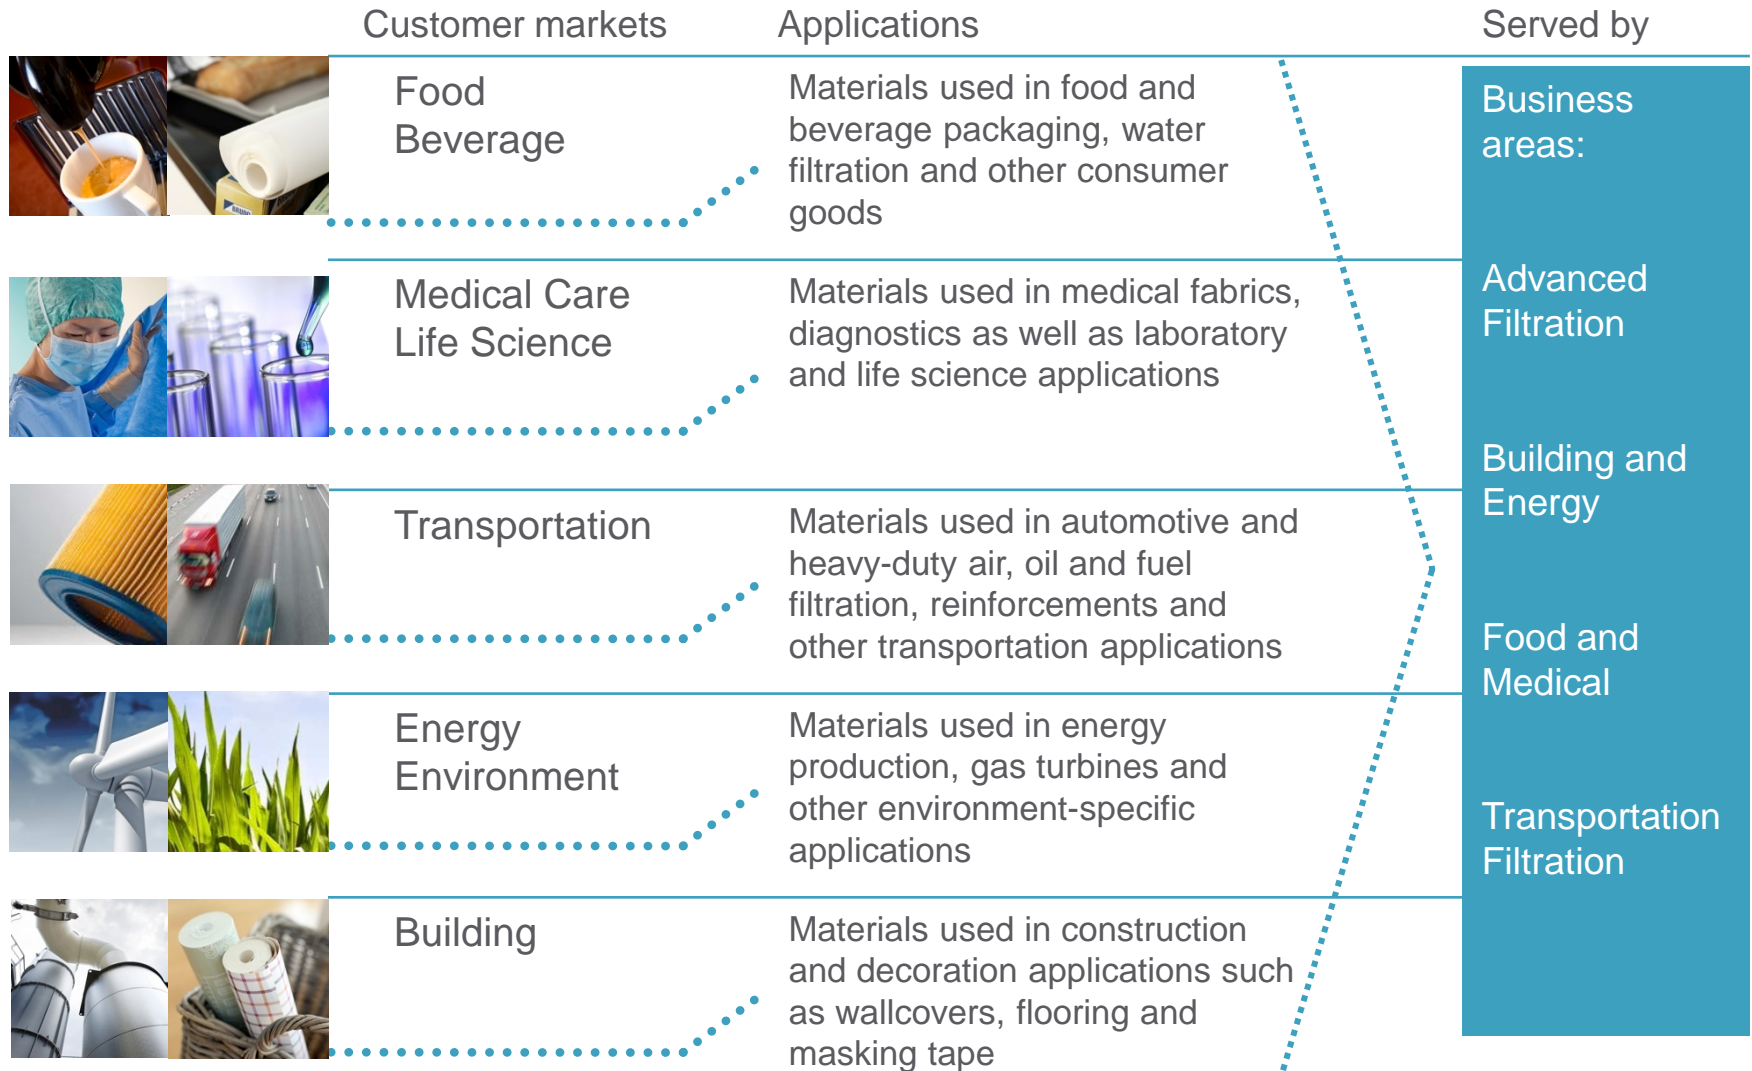 Customer markets
Applications
Served by
Food
Beverage
Materials used in food and
beverage packaging, water
filtration and other consumer
goods
Medical Care
Life Science
Materials used in medical fabrics,
diagnostics as well as laboratory
and life science applications
Transportation
Materials used in automotive and
heavy-duty air, oil and fuel
filtration, reinforcements and
other transportation applications
Energy
Environment
Materials used in energy
production, gas turbines and
other environment-specific
applications
Building
Materials used in construction
and decoration applications such
as wallcovers, flooring and
masking tape
Business
areas:
Advanced
Filtration
Building and
Energy
Food and
Medical
Transportation
Filtration